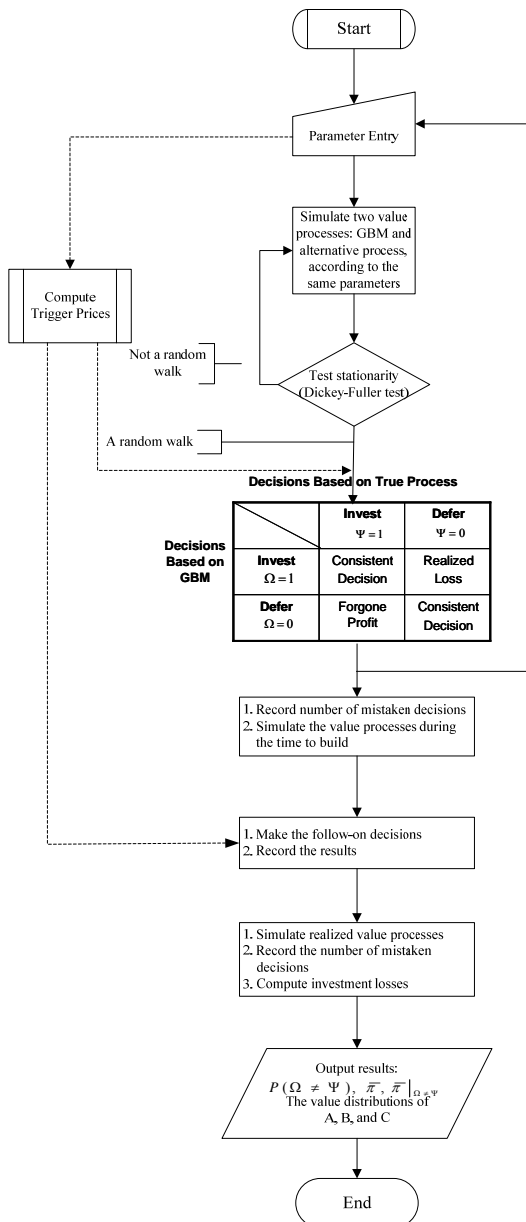 Start
Parameter Entry
Simulate two value
processes: GBM and
alternative process,
according to the
same parameters
Compute
Trigger Prices
Not a random
walk
Test stationarity
(Dickey-Fuller test)
A random walk
Decisions Based on True Process
Decisions
Based on
GBM
Invest
Ψ = 1
Defer
Ψ = 0
Invest
Ω = 1
Consistent
Decision
Realized
Loss
Defer
Ω = 0
Forgone
Profit
Consistent
Decision
1. Record number of mistaken decisions
2. Simulate the value processes during
the time to build
1. Make the follow-on decisions
2. Record the results
1. Simulate realized value processes
2. Record the number of mistaken
decisions
3. Compute investment losses
Output results:
P(Ω ≠ Ψ), π̅, π̅|Ω≠Ψ
The value distributions of
A, B, and C
End